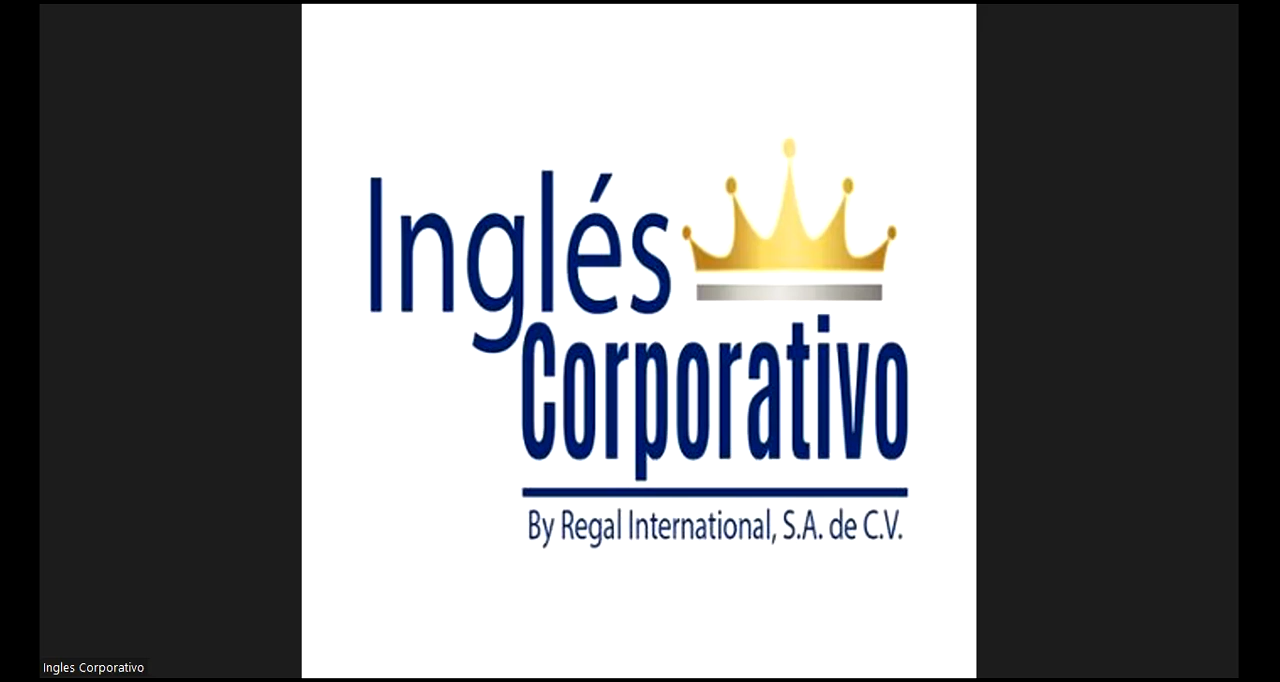 Inglés
Corporativo
By Regal International, S.A. de C.V.
Ingles Corporativo